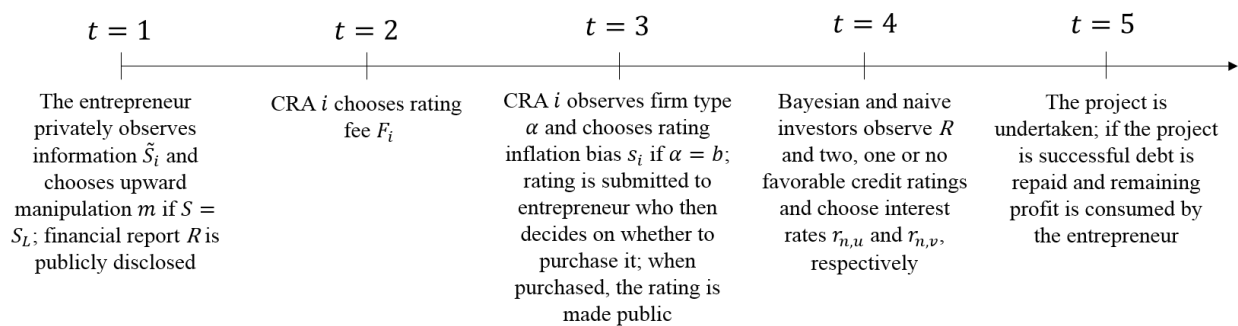 t = 1
t = 2
t = 3
t = 4
t = 5
The entrepreneur
privately observes
information S̃ᵢ and
chooses upward
manipulation m if S =
S_L; financial report R is
publicly disclosed
CRA i chooses rating
fee Fᵢ
CRA i observes firm type
α and chooses rating
inflation bias sᵢ if α = b;
rating is submitted to
entrepreneur who then
decides on whether to
purchase it; when
purchased, the rating is
made public
Bayesian and naive
investors observe R
and two, one or no
favorable credit ratings
and choose interest
rates r_{n,u} and r_{n,v},
respectively
The project is
undertaken; if the project
is successful debt is
repaid and remaining
profit is consumed by
the entrepreneur